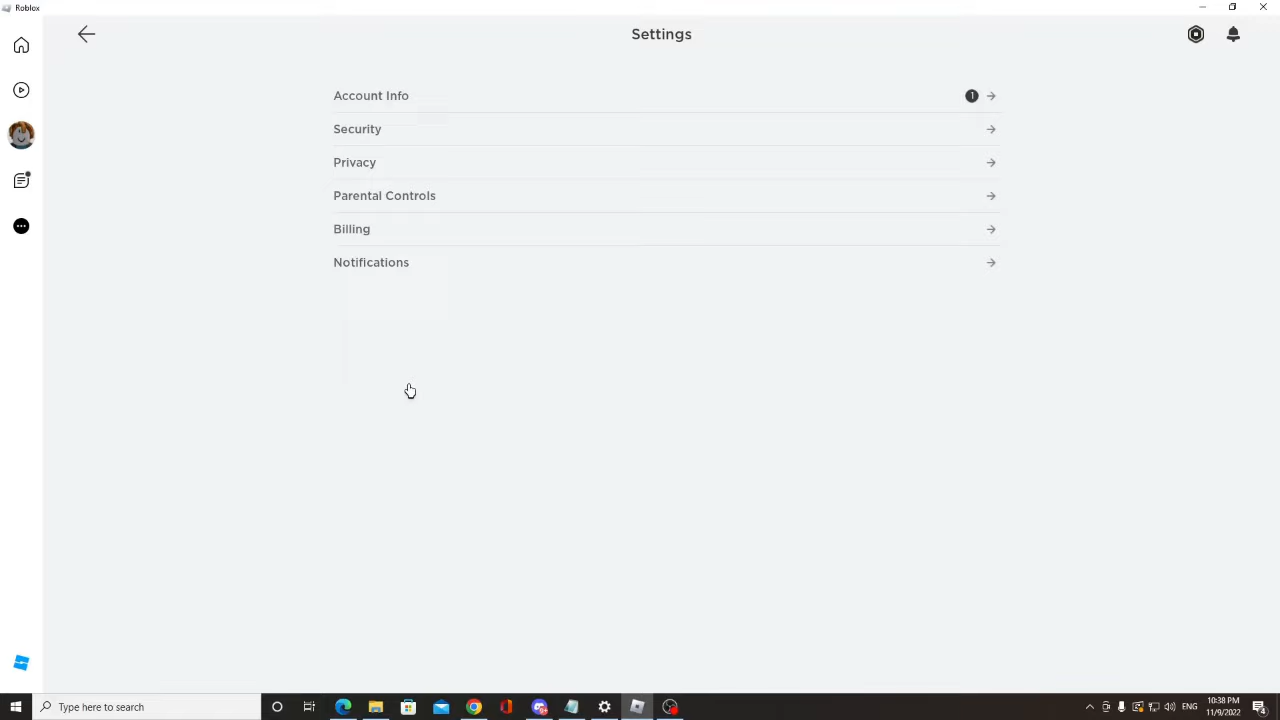 Roblox
Settings
Account Info
1
Security
Privacy
Parental Controls
Billing
Notifications
Type here to search
ENG
10:38 PM
11/9/2022
4